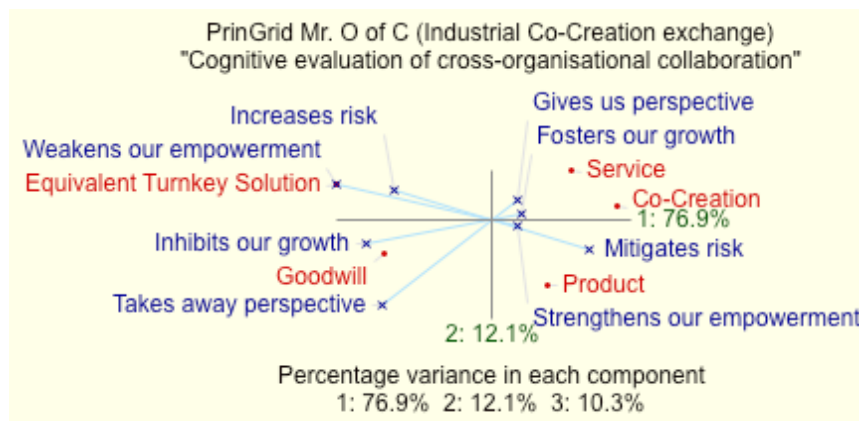 PrinGrid Mr. O of C (Industrial Co-Creation exchange)
"Cognitive evaluation of cross-organisational collaboration"
Gives us perspective
Increases risk
Fosters our growth
Weakens our empowerment
Service
Equivalent Turnkey Solution
Co-Creation
1: 76.9%
Inhibits our growth
Mitigates risk
Goodwill
Product
Takes away perspective
Strengthens our empowerment
2: 12.1%
Percentage variance in each component
1: 76.9% 2: 12.1% 3: 10.3%